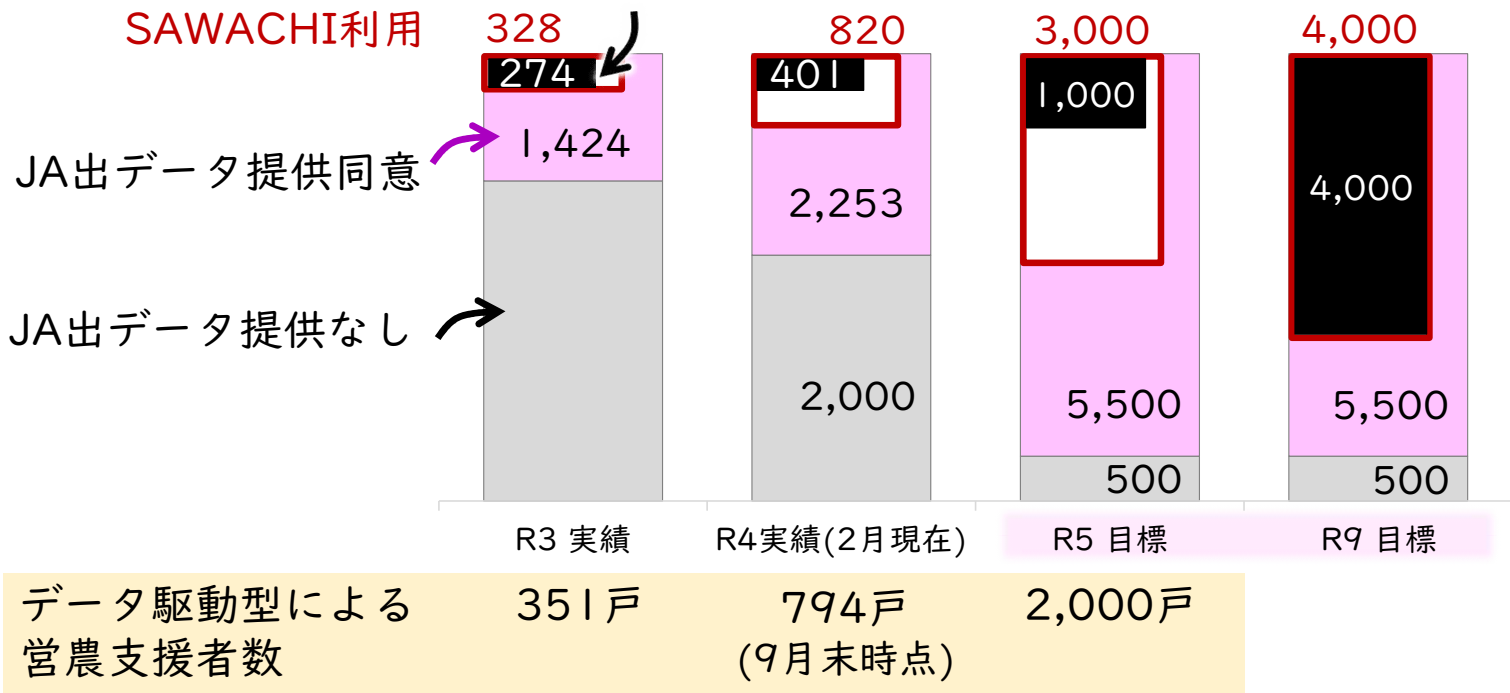 SAWACHI利用
328
820
3,000
4,000
274
401
1,000
4,000
JA出データ提供同意
1,424
2,253
5,500
5,500
JA出データ提供なし
2,000
500
500
R3 実績
R4実績(2月現在)
R5 目標
R9 目標
データ駆動型による
営農支援者数
351戸
794戸
(9月末時点)
2,000戸